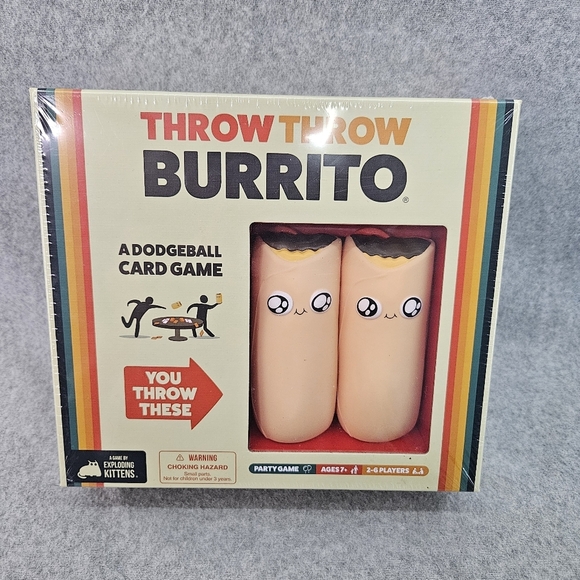 THROW THROW
BURRITO®
A DODGEBALL
CARD GAME
YOU
THROW
THESE
A GAME BY
EXPLODING
KITTENS
WARNING
CHOKING HAZARD
Small parts.
Not for children under 3 years.
PARTY GAME
AGES 7+
2-6 PLAYERS